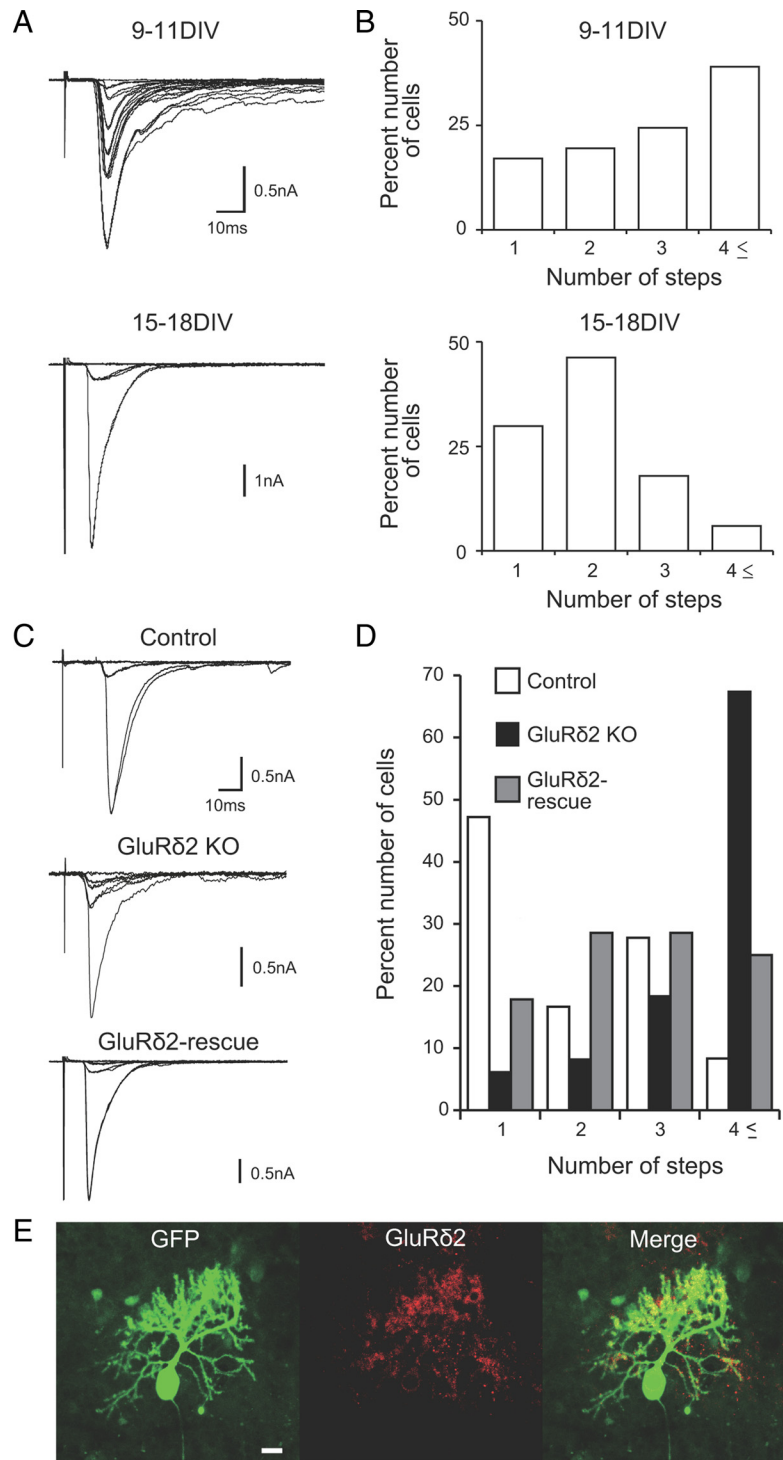 A
9-11DIV
0.5nA
10ms
15-18DIV
1nA
B
9-11DIV
Percent number
of cells
50
25
0
1 2 3 4 ≤
Number of steps
15-18DIV
Percent number
of cells
50
25
0
1 2 3 4 ≤
Number of steps
C
Control
0.5nA
10ms
GluRδ2 KO
0.5nA
GluRδ2-rescue
0.5nA
D
Percent number of cells
70
60
50
40
30
20
10
0
Control
GluRδ2 KO
GluRδ2-
rescue
1 2 3 4 ≤
Number of steps
E
GFP
GluRδ2
Merge